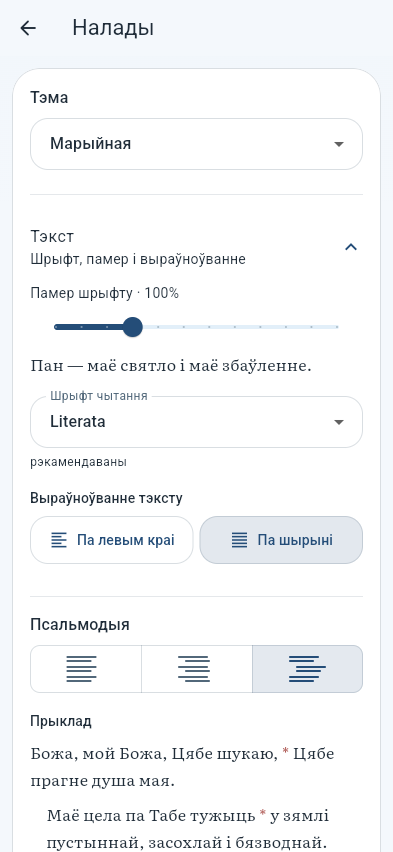 Налады
Тэма
Марыйная
Тэкст
Шрыфт, памер і выраўноўванне
Памер шрыфту · 100%
Пан — маё святло і маё збаўленне.
Шрыфт чытання
Literata
рэкамендаваны
Выраўноўванне тэксту
Па левым краі
Па шырыні
Псальмодыя
Прыклад
Божа, мой Божа, Цябе шукаю, * Цябе
прагне душа мая.
Маё цела па Табе тужыць * у зямлі
пустыннай, засохлай і бязводнай.